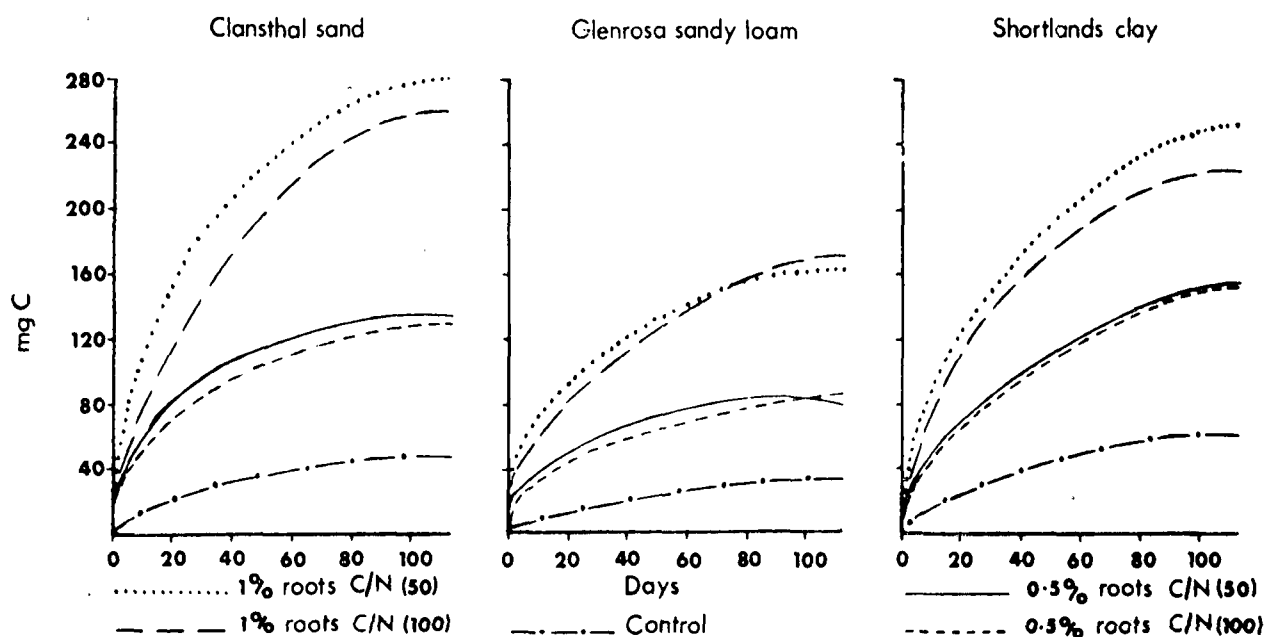 Clansthal sand
Glenrosa sandy loam
Shortlands clay
280
240
200
160
120
80
40
mg C
0 20 40 60 80 100
0 20 40 60 80 100
0 20 40 60 80 100
Days
1% roots C/N (50)
1% roots C/N (100)
Control
0·5% roots C/N (50)
0·5% roots C/N (100)